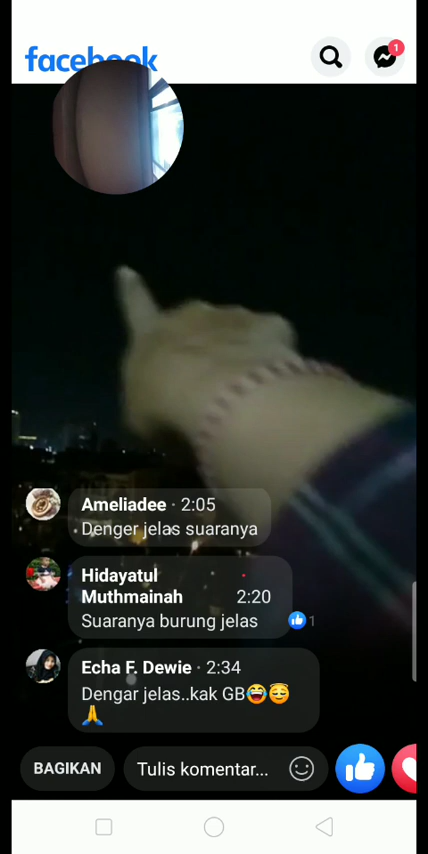 facebook
1
Ameliadee · 2:05
Denger jelas suaranya
Hidayatul
Muthmainah 2:20
Suaranya burung jelas
1
Echa F. Dewie · 2:34
Dengar jelas..kak GB😂😇
🙏
BAGIKAN
Tulis komentar...